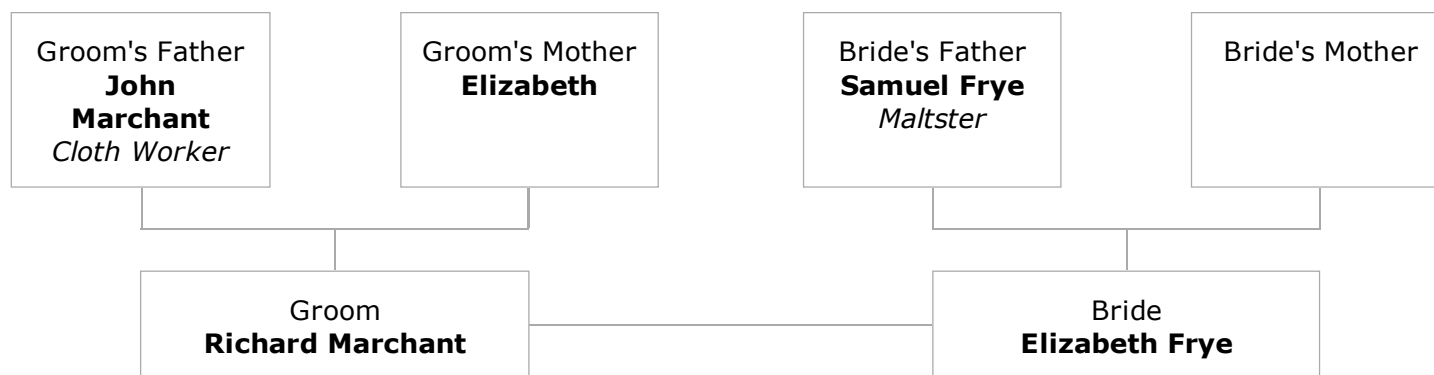 Groom's Father
John
Marchant
Cloth Worker
Groom's Mother
Elizabeth
Bride's Father
Samuel Frye
Maltster
Bride's Mother
Groom
Richard Marchant
Bride
Elizabeth Frye